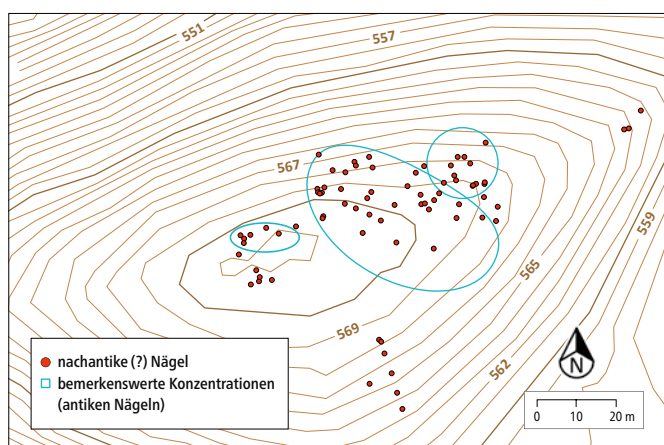 551
557
567
559
565
569
562
nachantike (?) Nägel
bemerkenswerte Konzentrationen
(antiken Nägeln)
N
0 10 20 m